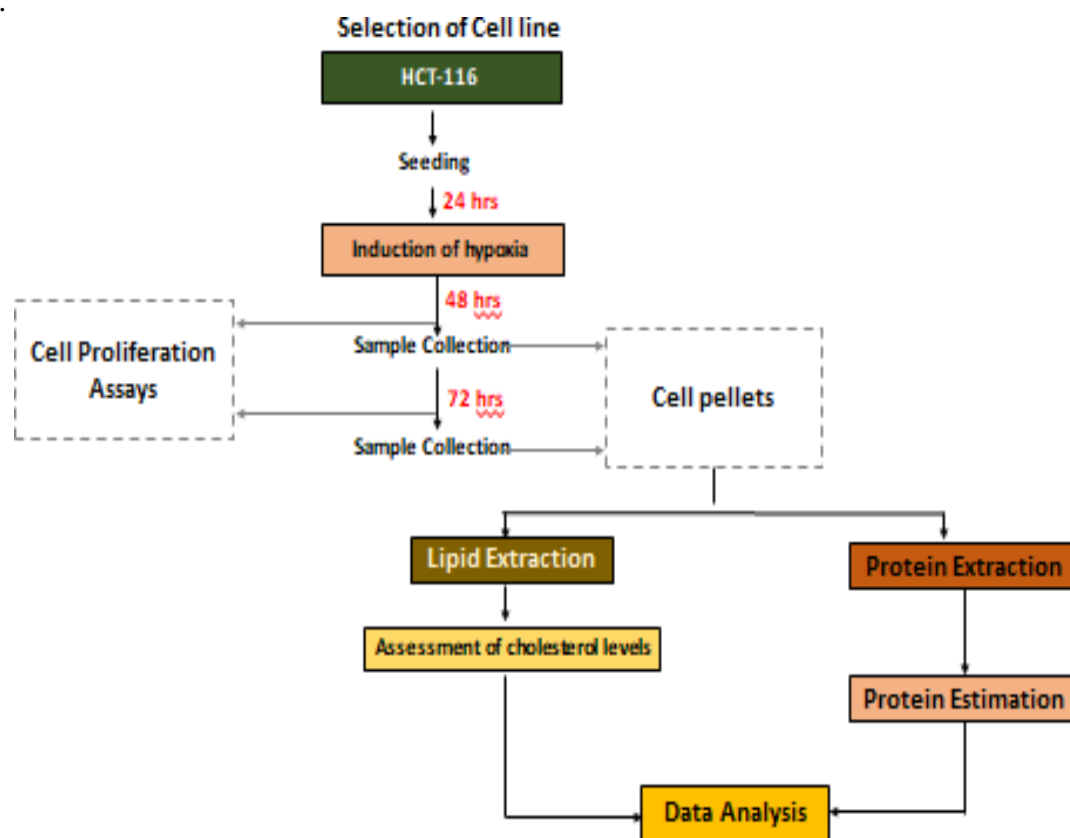 .
Selection of Cell line
HCT-116
Seeding
24 hrs
Induction of hypoxia
48 hrs
Cell Proliferation
Assays
Sample Collection
Cell pellets
72 hrs
Sample Collection
Lipid Extraction
Protein Extraction
Assessment of cholesterol levels
Protein Estimation
Data Analysis